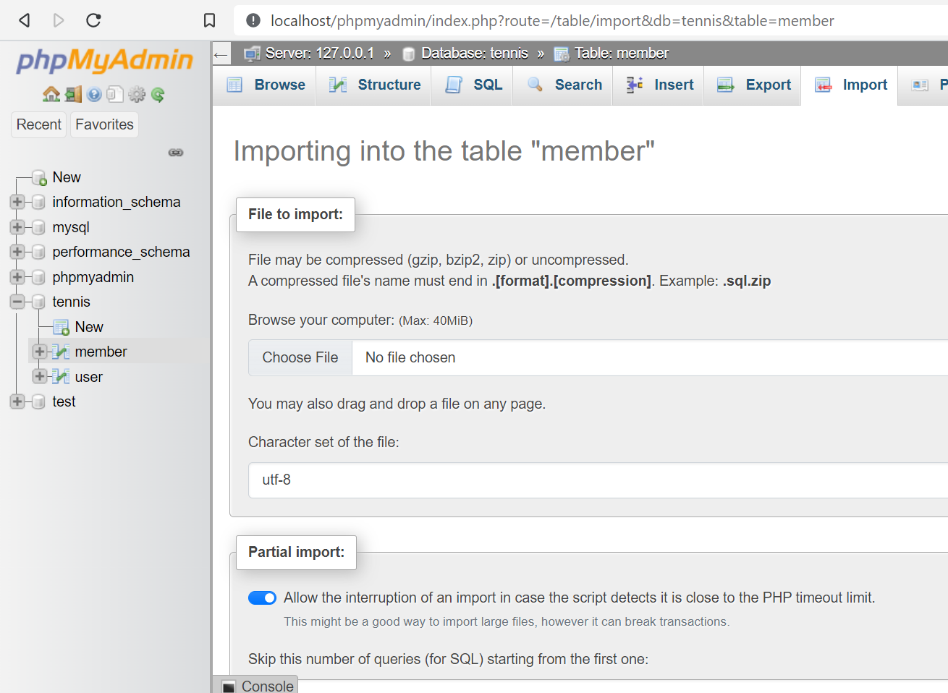 localhost/phpmyadmin/index.php?route=/table/import&db=tennis&table=member
phpMyAdmin
Recent
Favorites
New
information_schema
mysql
performance_schema
phpmyadmin
tennis
New
member
user
test
Server: 127.0.0.1 » Database: tennis » Table: member
Browse
Structure
SQL
Search
Insert
Export
Import
P
Importing into the table "member"
File to import:
File may be compressed (gzip, bzip2, zip) or uncompressed.
A compressed file's name must end in .[format].[compression]. Example: .sql.zip
Browse your computer: (Max: 40MiB)
Choose File No file chosen
You may also drag and drop a file on any page.
Character set of the file:
utf-8
Partial import:
Allow the interruption of an import in case the script detects it is close to the PHP timeout limit.
This might be a good way to import large files, however it can break transactions.
Skip this number of queries (for SQL) starting from the first one:
Console